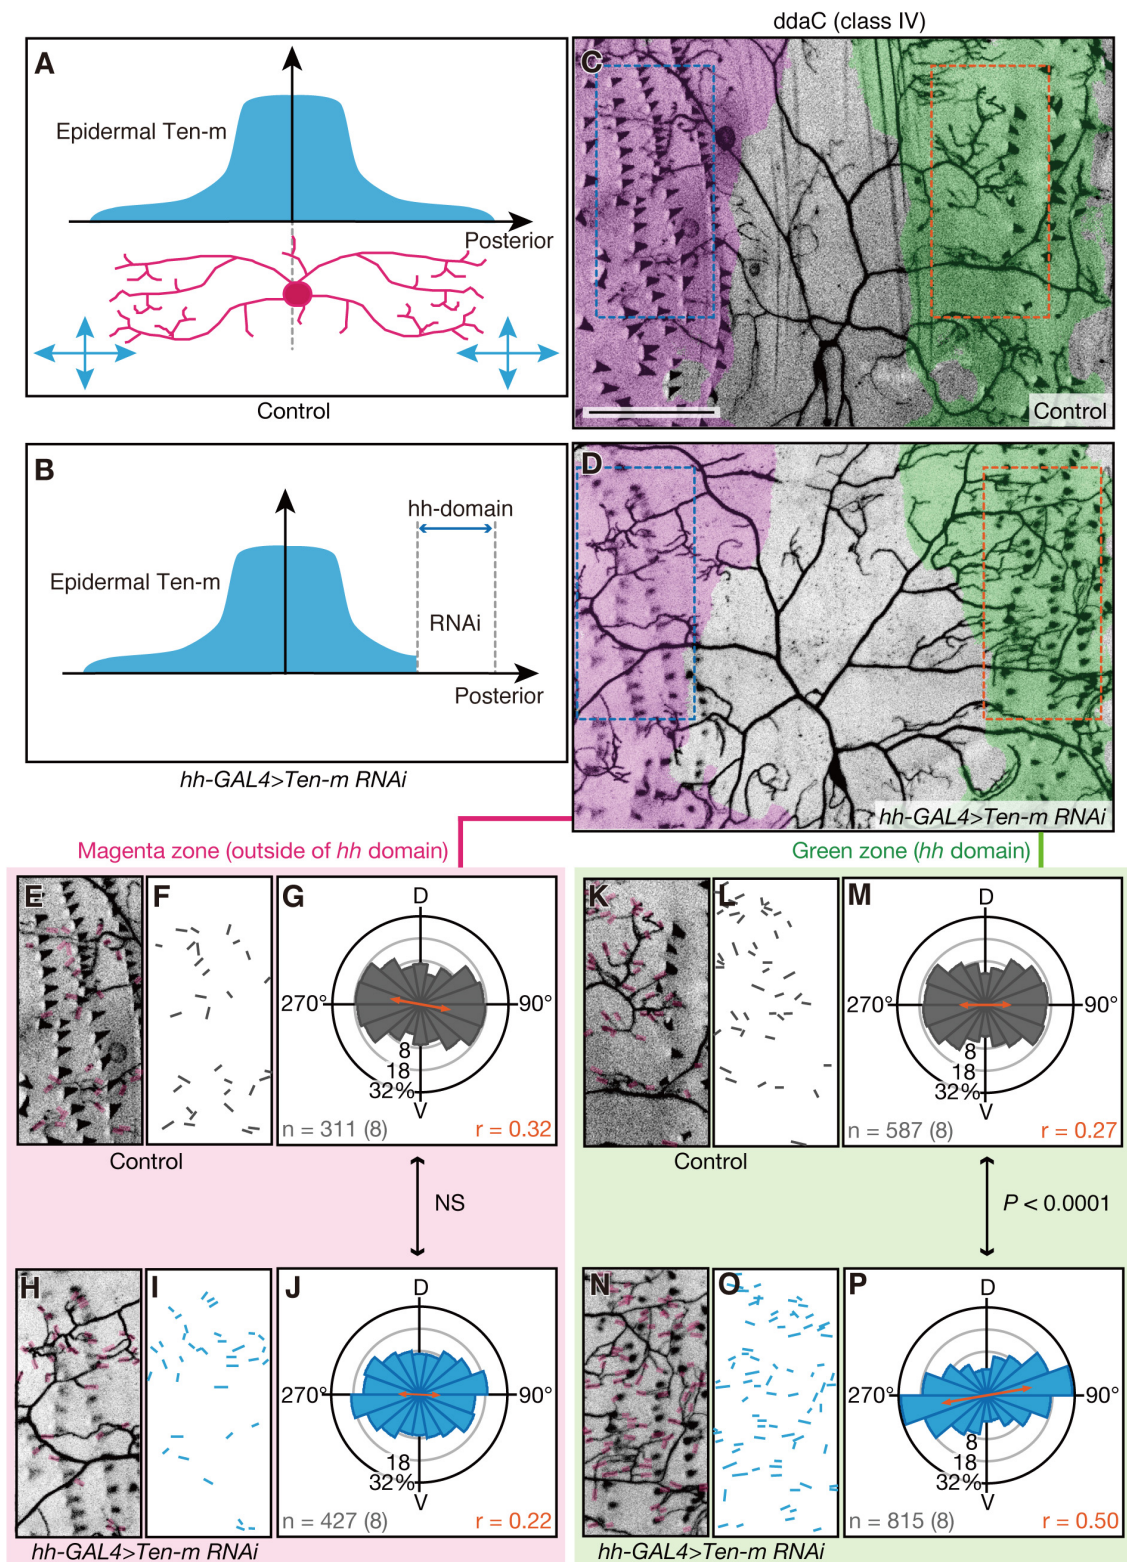 ddaC (class IV)
A
Epidermal Ten-m
Posterior
Control
C
Control
B
hh-domain
Epidermal Ten-m
RNAi
Posterior
hh-GAL4>Ten-m RNAi
D
hh-GAL4>Ten-m RNAi
Magenta zone (outside of hh domain)
Green zone (hh domain)
E
F
G
D
270°
90°
8
18
32%
V
n = 311 (8)
r = 0.32
Control
K
L
M
D
270°
90°
8
18
32%
V
n = 587 (8)
r = 0.27
Control
NS
P < 0.0001
H
I
J
D
270°
90°
8
18
32%
V
n = 427 (8)
r = 0.22
hh-GAL4>Ten-m RNAi
N
O
P
D
270°
90°
8
18
32%
V
n = 815 (8)
r = 0.50
hh-GAL4>Ten-m RNAi